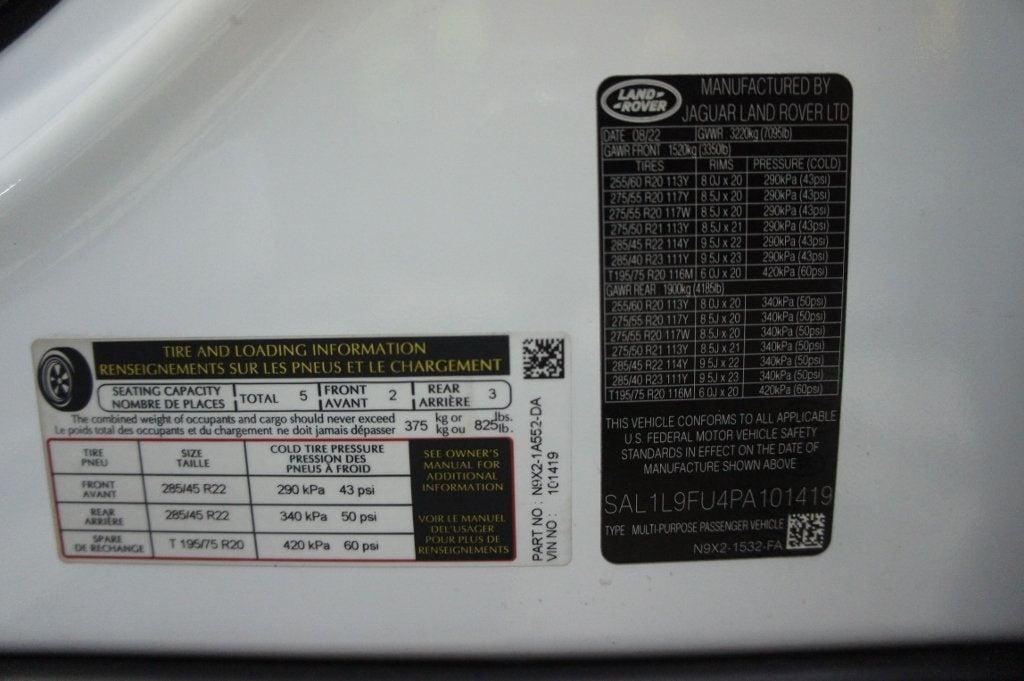 TIRE AND LOADING INFORMATION
RENSEIGNEMENTS SUR LES PNEUS ET LE CHARGEMENT
SEATING CAPACITY NOMBRE DE PLACES | TOTAL 5 | FRONT AVANT 2 | REAR ARRIÈRE 3
The combined weight of occupants and cargo should never exceed 375 kg or 825 lbs.
Le poids total des occupants et du chargement ne doit jamais dépasser kg ou lb.
TIRE PNEU SIZE TAILLE COLD TIRE PRESSURE PRESSION DES PNEUS À FROID
FRONT AVANT 285/45 R22 290 kPa 43 psi
REAR ARRIÈRE 285/45 R22 340 kPa 50 psi
SPARE DE RECHANGE T 195/75 R20 420 kPa 60 psi
SEE OWNER'S
MANUAL FOR
ADDITIONAL
INFORMATION
VOIR LE MANUEL
DEL'USAGER
POUR PLUS DE
RENSEIGNEMENTS
PART NO : N9X2-1A552-DA
VIN NO : 101419
LAND-
-ROVER
MANUFACTURED BY
JAGUAR LAND ROVER LTD
DATE 08/22 GVWR 3220kg (7095lb)
GAWR FRONT 1520kg (3350lb)
TIRES RIMS PRESSURE (COLD)
255/60 R20 113Y 8.0J x 20 290kPa (43psi)
275/55 R20 117Y 8.5J x 20 290kPa (43psi)
275/55 R20 117W 8.5J x 20 290kPa (43psi)
275/50 R21 113Y 8.5J x 21 290kPa (43psi)
285/45 R22 114Y 9.5J x 22 290kPa (43psi)
285/40 R23 111Y 9.5J x 23 290kPa (43psi)
T195/75 R20 116M 6.0J x 20 420kPa (60psi)
GAWR REAR 1900kg (4185lb)
255/60 R20 113Y 8.0J x 20 340kPa (50psi)
275/55 R20 117Y 8.5J x 20 340kPa (50psi)
275/55 R20 117W 8.5J x 20 340kPa (50psi)
275/50 R21 113Y 8.5J x 21 340kPa (50psi)
285/45 R22 114Y 9.5J x 22 340kPa (50psi)
285/40 R23 111Y 9.5J x 23 340kPa (50psi)
T195/75 R20 116M 6.0J x 20 420kPa (60psi)
THIS VEHICLE CONFORMS TO ALL APPLICABLE
U.S. FEDERAL MOTOR VEHICLE SAFETY
STANDARDS IN EFFECT ON THE DATE OF
MANUFACTURE SHOWN ABOVE
SAL1L9FU4PA101419
TYPE MULTI-PURPOSE PASSENGER VEHICLE
N9X2-1532-FA